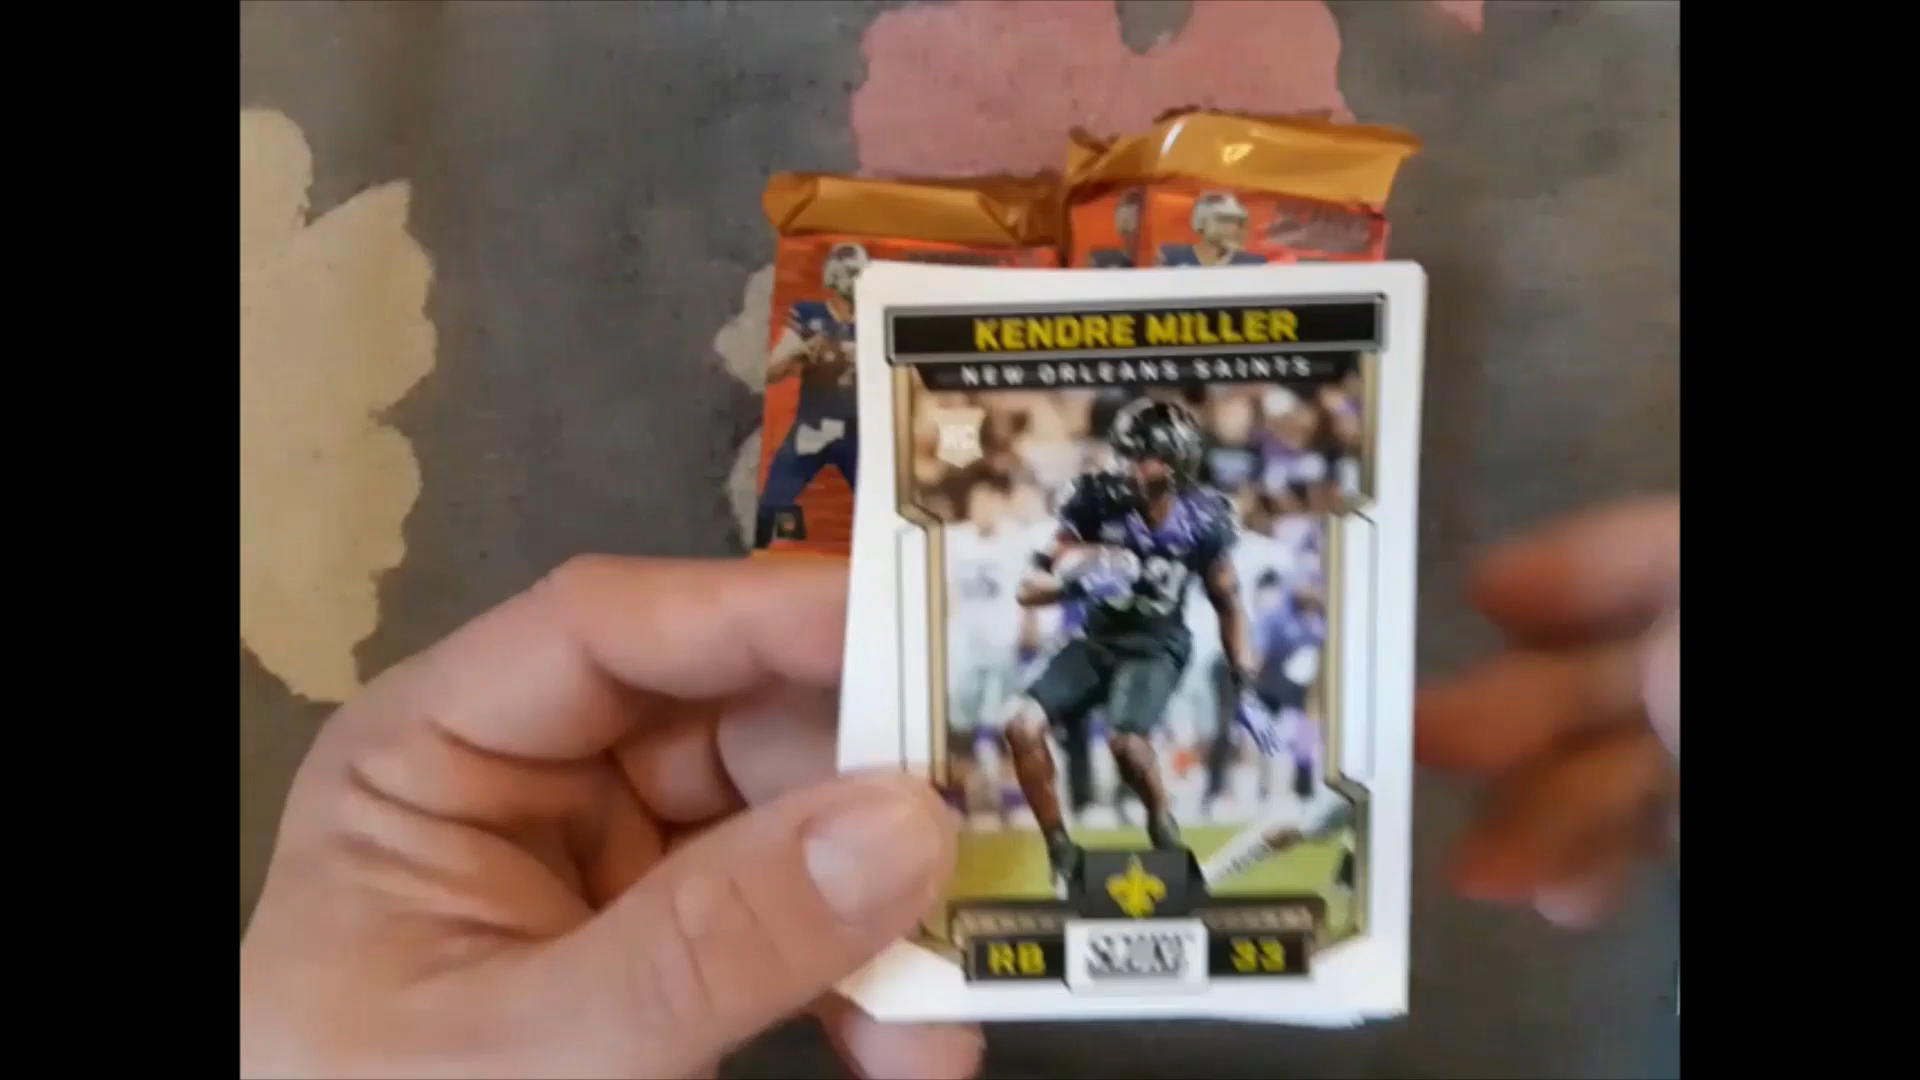 KENDRE MILLER
NEW ORLEANS SAINTS
RC
RB
SCORE
33